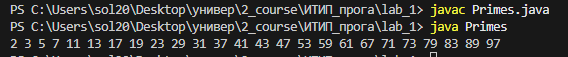 PS C:\Users\sol20\Desktop\универ\2_course\ИТИП_прога\lab_1> javac Primes.java
PS C:\Users\sol20\Desktop\универ\2_course\ИТИП_прога\lab_1> java Primes
2 3 5 7 11 13 17 19 23 29 31 37 41 43 47 53 59 61 67 71 73 79 83 89 97